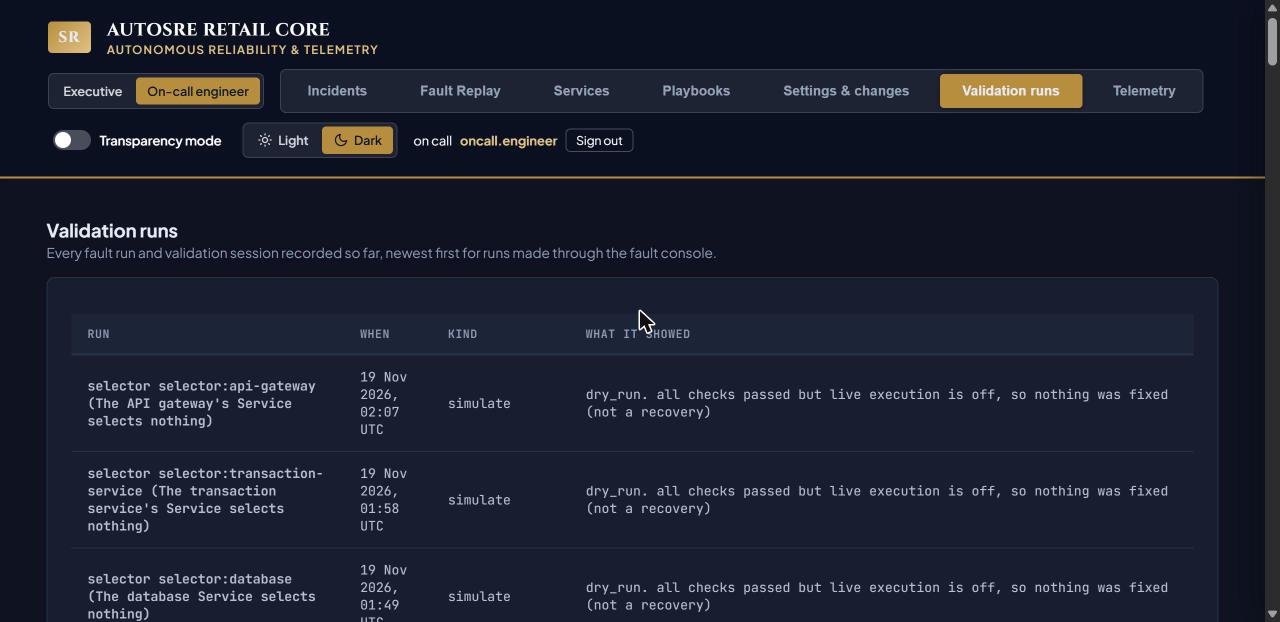 SR
AUTOSRE RETAIL CORE
AUTONOMOUS RELIABILITY & TELEMETRY
Executive
On-call engineer
Incidents
Fault Replay
Services
Playbooks
Settings & changes
Validation runs
Telemetry
Transparency mode
Light
Dark
on call oncall.engineer
Sign out
Validation runs
Every fault run and validation session recorded so far, newest first for runs made through the fault console.
RUN
WHEN
KIND
WHAT IT SHOWED
selector selector:api-gateway
(The API gateway's Service
selects nothing)
19 Nov
2026,
02:07
UTC
simulate
dry_run. all checks passed but live execution is off, so nothing was fixed
(not a recovery)
selector selector:transaction-
service (The transaction
service's Service selects
nothing)
19 Nov
2026,
01:58
UTC
simulate
dry_run. all checks passed but live execution is off, so nothing was fixed
(not a recovery)
selector selector:database
(The database Service selects
nothing)
19 Nov
2026,
01:49
UTC
simulate
dry_run. all checks passed but live execution is off, so nothing was fixed
(not a recovery)